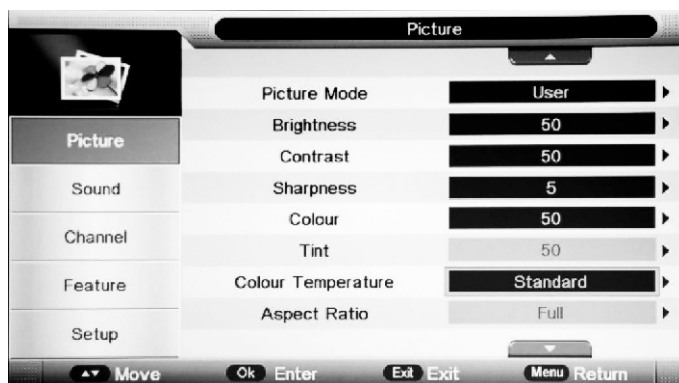 Picture
Picture Mode User
Brightness 50
Contrast 50
Sharpness 5
Colour 50
Tint 50
Colour Temperature Standard
Aspect Ratio Full
Picture
Sound
Channel
Feature
Setup
Move Ok Enter Exit Exit Menu Return